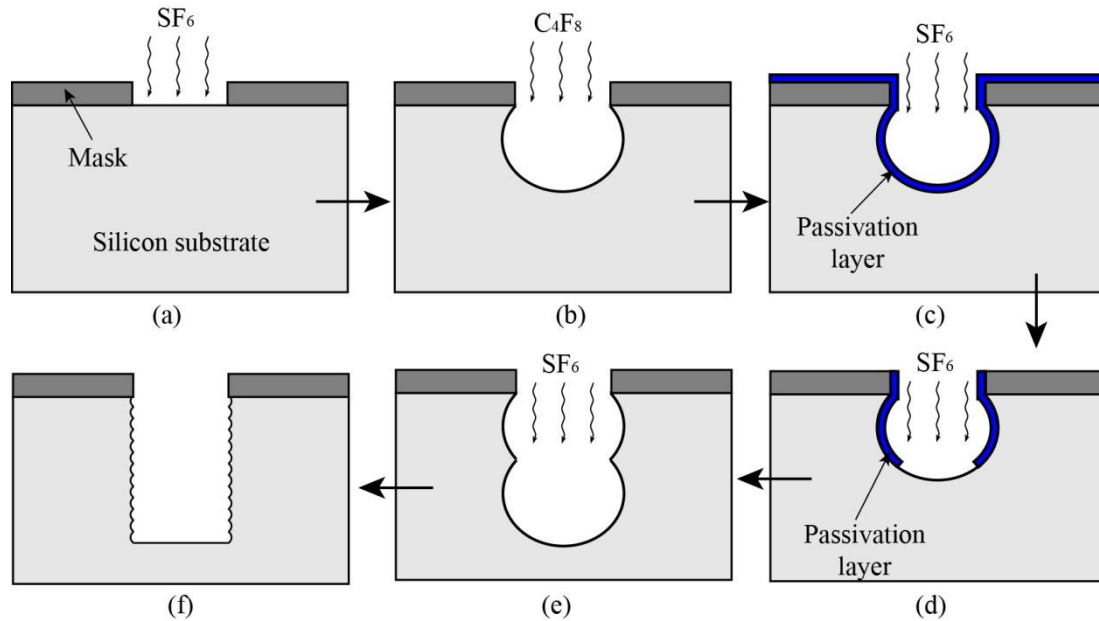 SF₆
C₄F₈
SF₆
Mask
Silicon substrate
Passivation
layer
(a)
(b)
(c)
SF₆
SF₆
Passivation
layer
(f)
(e)
(d)